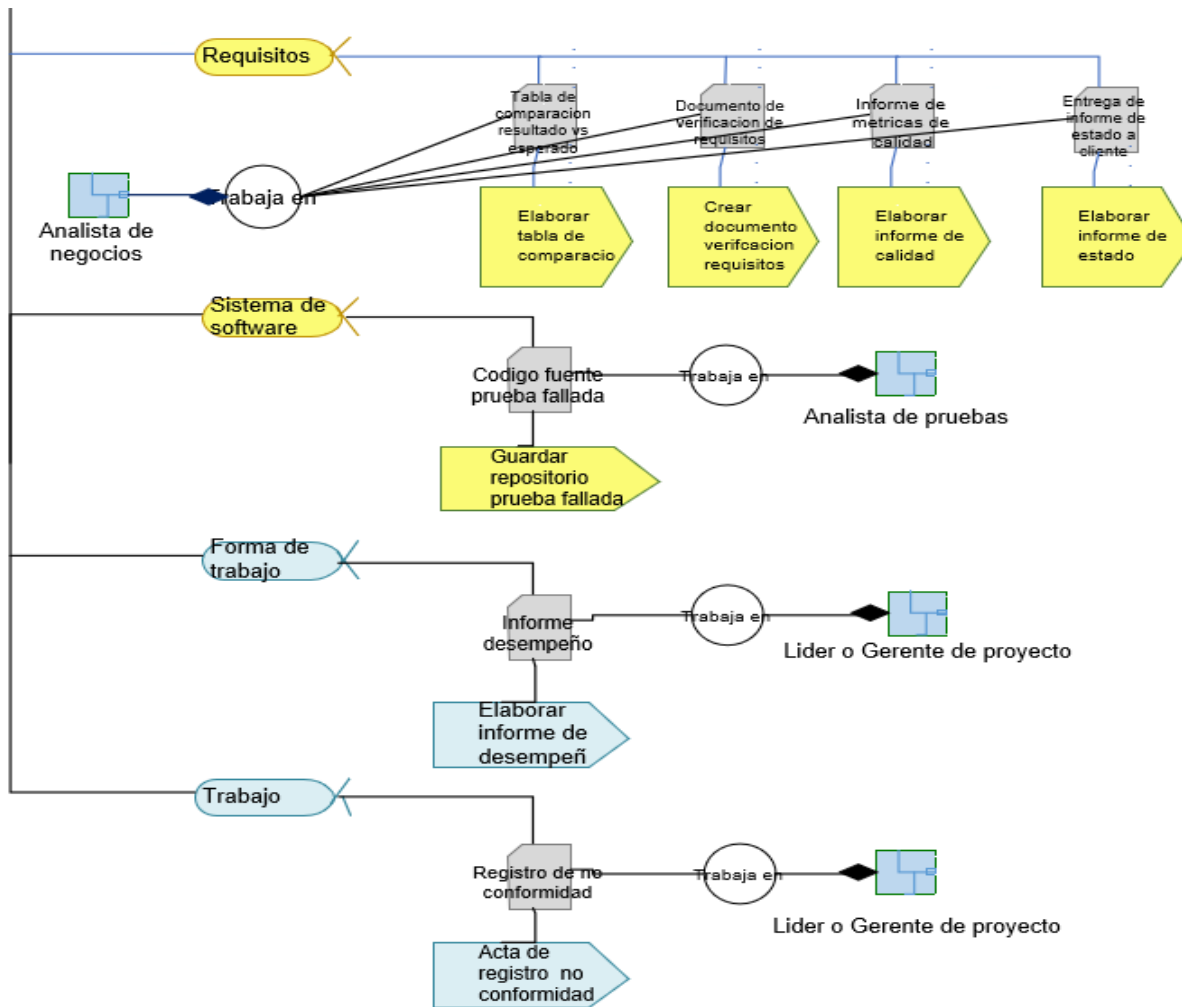 Requisitos
Tabla de
comparacion
resultado vs
esperado
Documento de
verificacion de
requisitos
Informe de
metricas de
calidad
Entrega de
informe de
estado a
cliente
Trabaja en
Analista de
negocios
Elaborar
tabla de
comparacio
Crear
documento
verifcacion
requisitos
Elaborar
informe de
calidad
Elaborar
informe de
estado
Sistema de
software
Codigo fuente
prueba fallada
Trabaja en
Analista de pruebas
Guardar
repositorio
prueba fallada
Forma de
trabajo
Informe
desempeño
Trabaja en
Lider o Gerente de proyecto
Elaborar
informe de
desempeñ
Trabajo
Registro de no
conformidad
Trabaja en
Lider o Gerente de proyecto
Acta de
registro no
conformidad